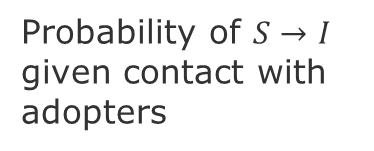 Probability of 𝑆 → 𝐼
given contact with
adopters